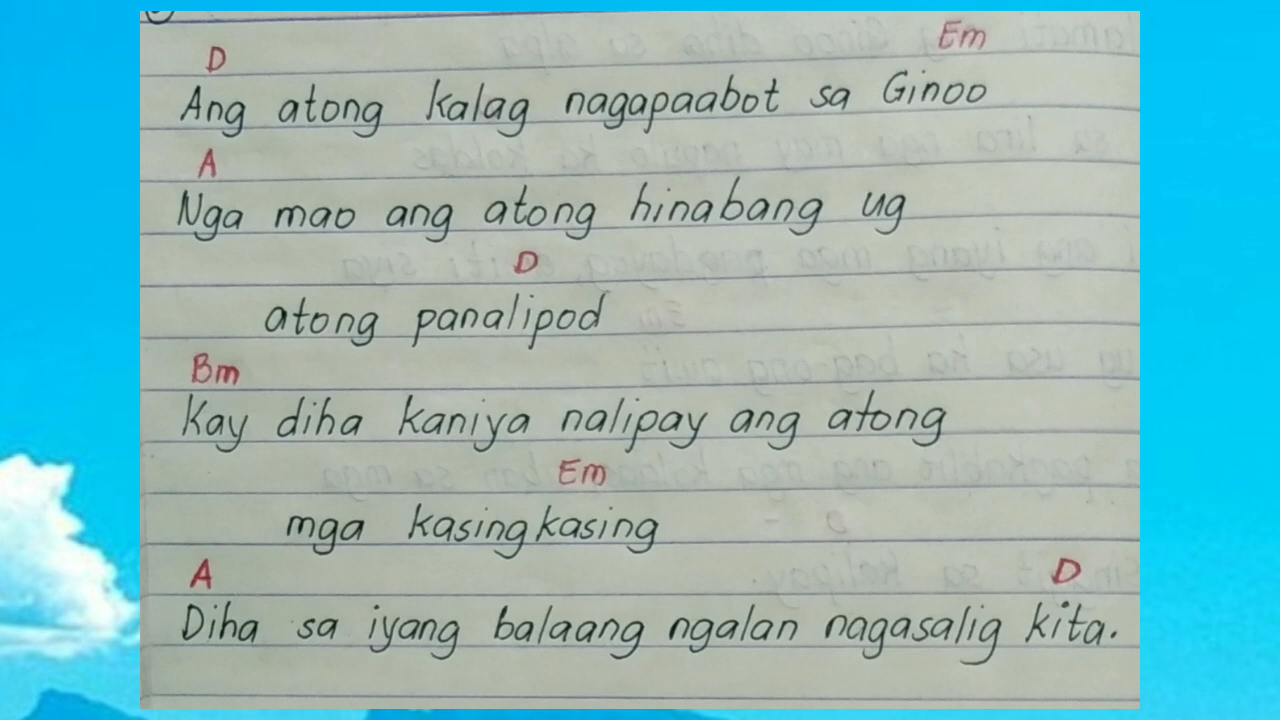 D Em
Ang atong kalag nagapaabot sa Ginoo
A
Nga mao ang atong hinabang ug
D
atong panalipod
Bm
Kay diha kaniya nalipay ang atong
Em
mga kasingkasing
A D
Diha sa iyang balaang ngalan nagasalig kita.